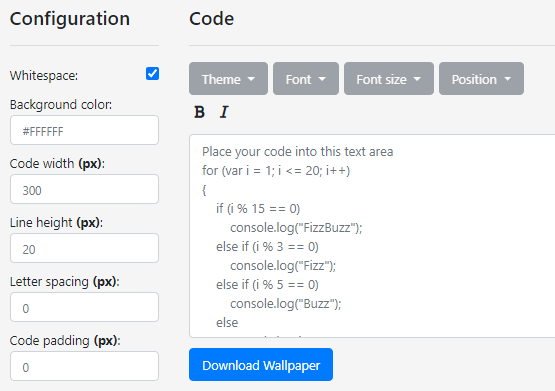 Configuration
Whitespace:
Background color:
#FFFFFF
Code width (px):
300
Line height (px):
20
Letter spacing (px):
0
Code padding (px):
0
Code
Theme Font Font size Position
B I
Place your code into this text area
for (var i = 1; i <= 20; i++)
{
    if (i % 15 == 0)
        console.log("FizzBuzz");
    else if (i % 3 == 0)
        console.log("Fizz");
    else if (i % 5 == 0)
        console.log("Buzz");
    else
Download Wallpaper